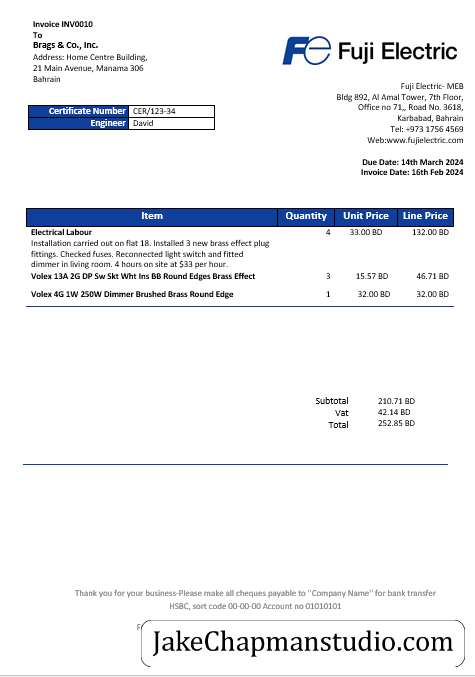 Invoice INV0010
To
Brags & Co., Inc.
Address: Home Centre Building,
21 Main Avenue, Manama 306
Bahrain
Fe Fuji Electric
Fuji Electric- MEB
Bldg 892, Al Amal Tower, 7th Floor,
Office no 71,, Road No. 3618,
Karbabad, Bahrain
Tel: +973 1756 4569
Web:www.fujielectric.com
Certificate Number CER/123-34
Engineer David
Due Date: 14th March 2024
Invoice Date: 16th Feb 2024
Item Quantity Unit Price Line Price
Electrical Labour 4 33.00 BD 132.00 BD
Installation carried out on flat 18. Installed 3 new brass effect plug
fittings. Checked fuses. Reconnected light switch and fitted
dimmer in living room. 4 hours on site at $33 per hour.
Volex 13A 2G DP Sw Skt Wht Ins BB Round Edges Brass Effect 3 15.57 BD 46.71 BD
Volex 4G 1W 250W Dimmer Brushed Brass Round Edge 1 32.00 BD 32.00 BD
Subtotal 210.71 BD
Vat 42.14 BD
Total 252.85 BD
Thank you for your business-Please make all cheques payable to "Company Name" for bank transfer
HSBC, sort code 00-00-00 Account no 01010101
JakeChapmanstudio.com